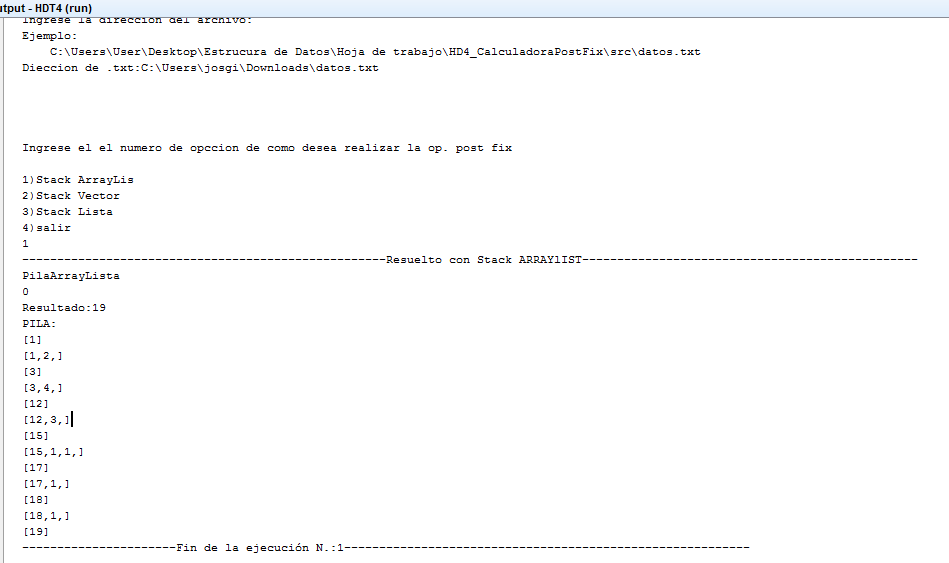 utput - HDT4 (run)
Ingrese la direccion del archivo:
Ejemplo:
C:\Users\User\Desktop\Estrucura de Datos\Hoja de trabajo\HD4_CalculadoraPostFix\src\datos.txt
Dieccion de .txt:C:\Users\josgi\Downloads\datos.txt
Ingrese el el numero de opccion de como desea realizar la op. post fix
1)Stack ArrayLis
2)Stack Vector
3)Stack Lista
4)salir
1
----------------------------------------------------Resuelto con Stack ARRAYlIST------------------------------------------------
PilaArrayLista
0
Resultado:19
PILA:
[1]
[1,2,]
[3]
[3,4,]
[12]
[12,3,]
[15]
[15,1,1,]
[17]
[17,1,]
[18]
[18,1,]
[19]
----------------------Fin de la ejecución N.:1----------------------------------------------------------